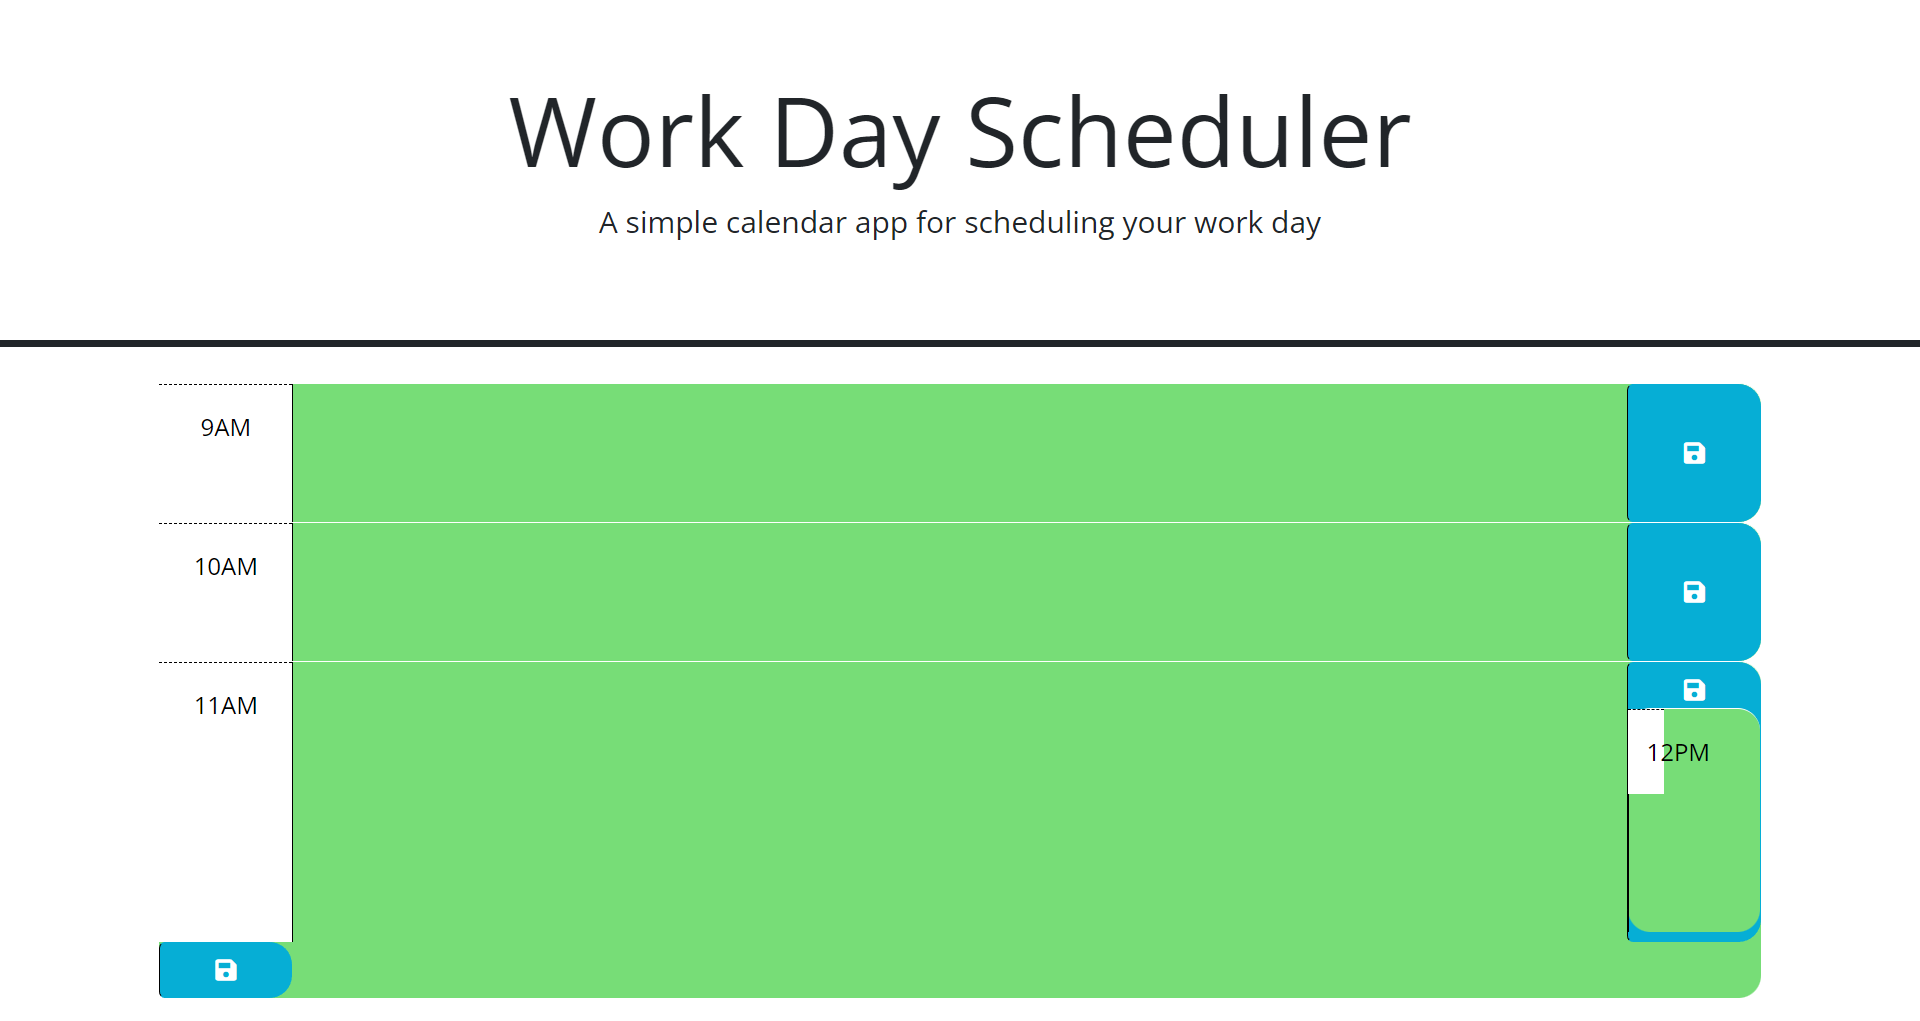 Work Day Scheduler
A simple calendar app for scheduling your work day
9AM
10AM
11AM
12PM